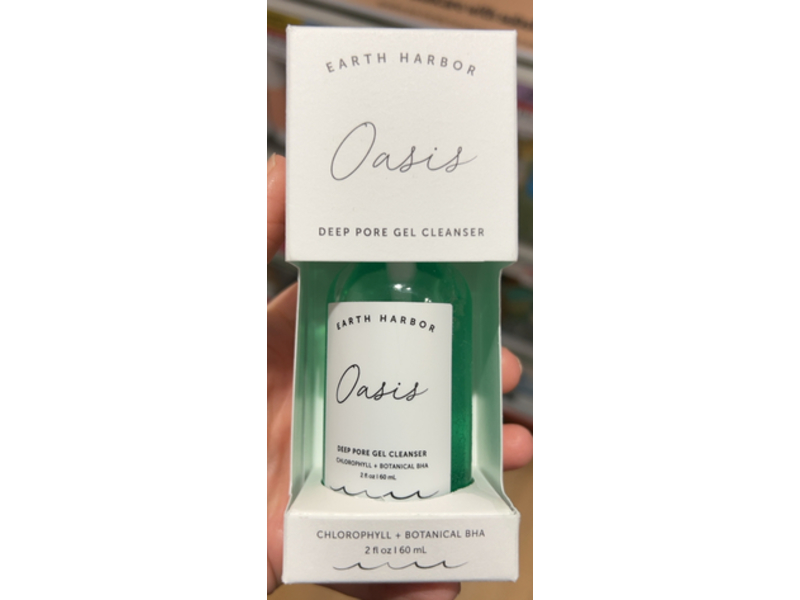 EARTH HARBOR
Oasis
DEEP PORE GEL CLEANSER
EARTH HARBOR
Oasis
DEEP PORE GEL CLEANSER
CHLOROPHYLL + BOTANICAL BHA
2 fl oz | 60 mL
CHLOROPHYLL + BOTANICAL BHA
2 fl oz | 60 mL